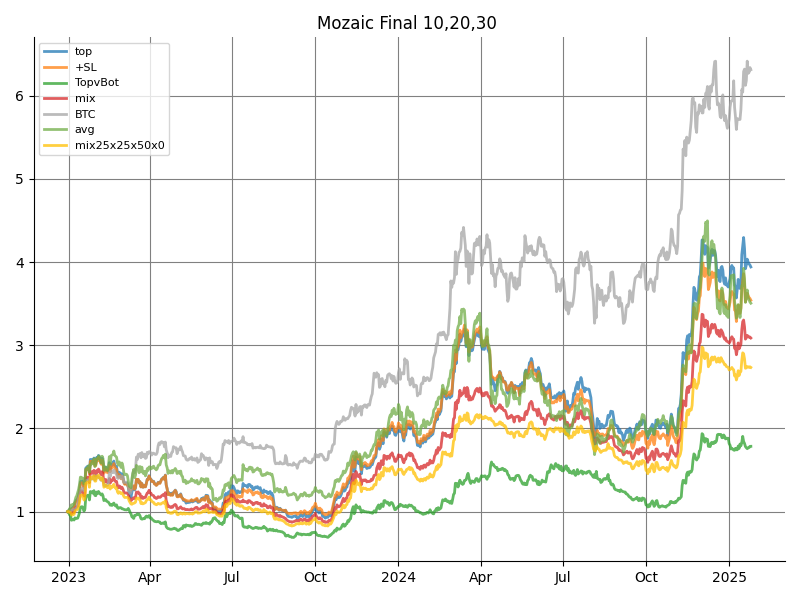 Mozaic Final 10,20,30
top
+SL
TopvBot
mix
BTC
avg
mix25x25x50x0
6
5
4
3
2
1
2023 Apr Jul Oct 2024 Apr Jul Oct 2025